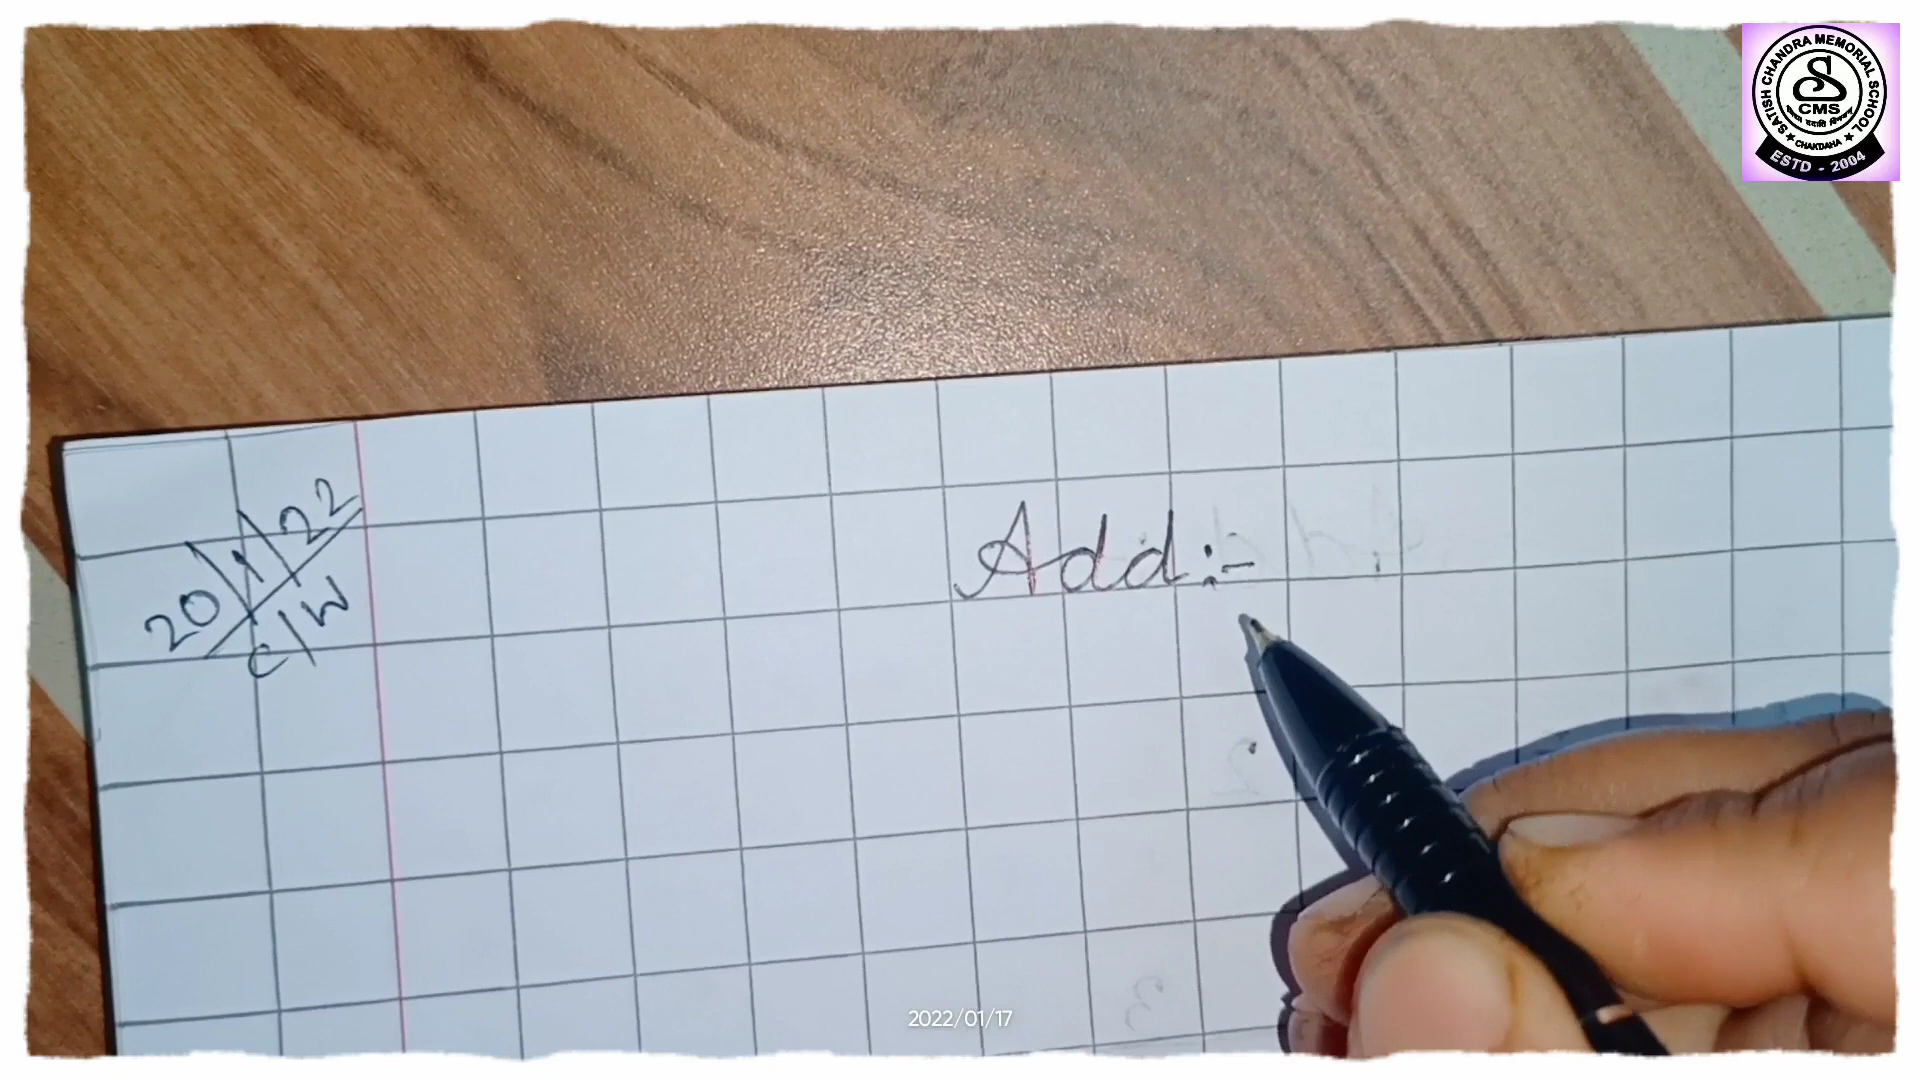 SATISH CHANDRA MEMORIAL SCHOOL
S
CMS
★ CHAKDAHA ★
ESTD - 2004
20/1/22
C/W
Add :-
2022/01/17